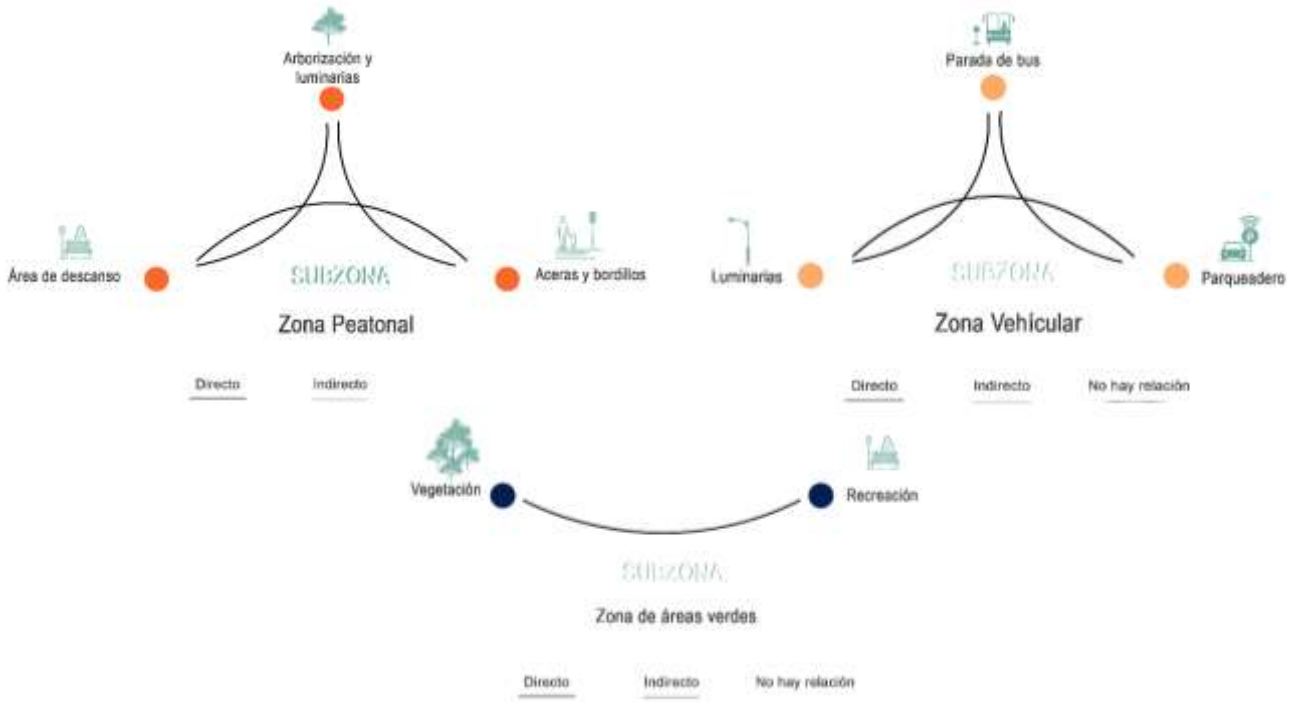 Arborización y
luminarias
Área de descanso
Aceras y bordillos
SUBZONA
Zona Peatonal
Directo
Indirecto
Parada de bus
Luminarias
Parqueadero
SUBZONA
Zona Vehícular
Directo
Indirecto
No hay relación
Vegetación
Recreación
SUBZONA
Zona de áreas verdes
Directo
Indirecto
No hay relación